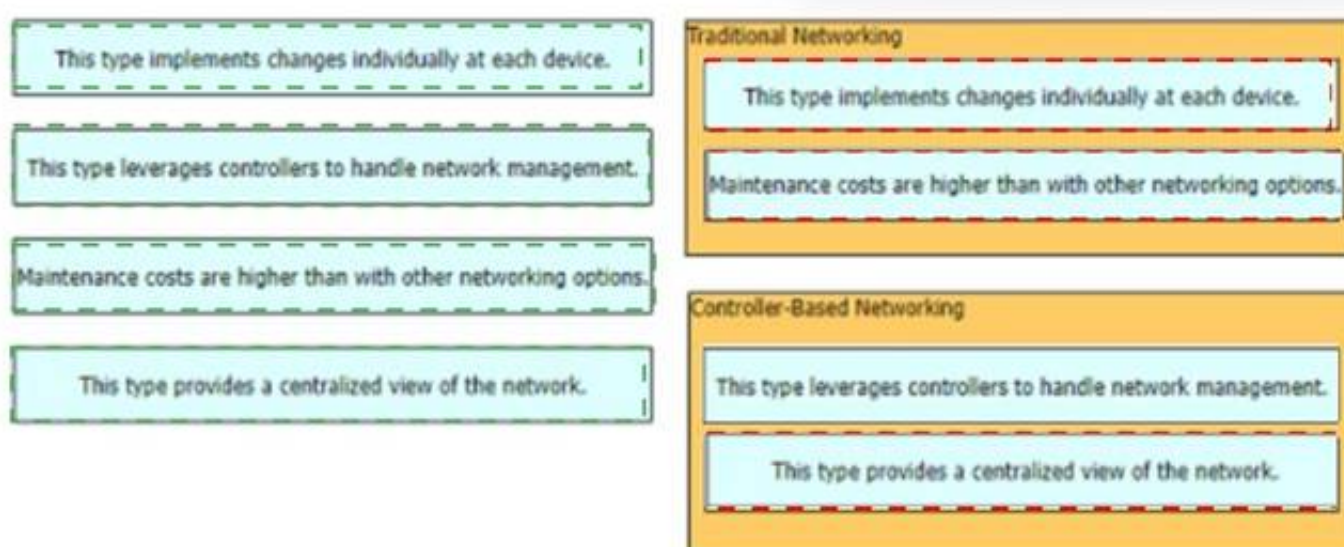 This type implements changes individually at each device.
This type leverages controllers to handle network management.
Maintenance costs are higher than with other networking options.
This type provides a centralized view of the network.
Traditional Networking
This type implements changes individually at each device.
Maintenance costs are higher than with other networking options.
Controller-Based Networking
This type leverages controllers to handle network management.
This type provides a centralized view of the network.